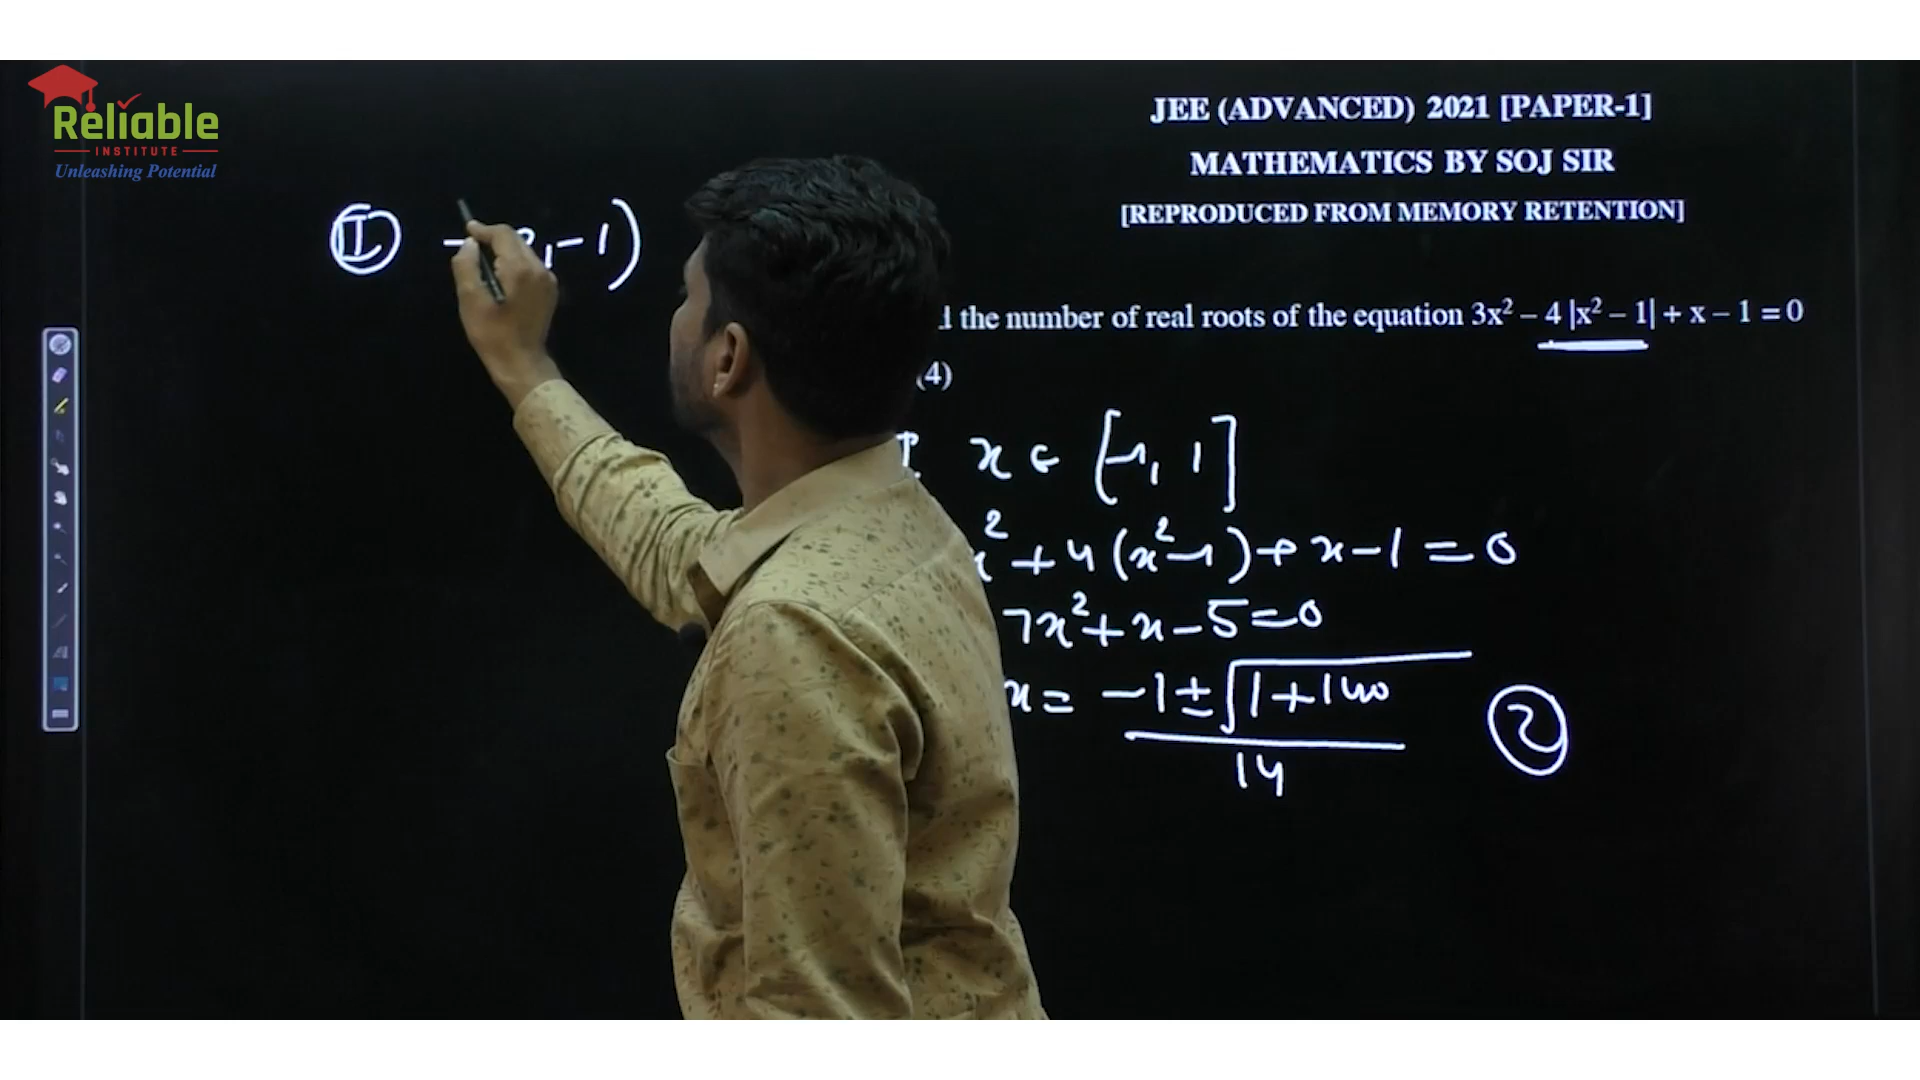 Reliable
INSTITUTE
Unleashing Potential
JEE (ADVANCED) 2021 [PAPER-1]
MATHEMATICS BY SOJ SIR
[REPRODUCED FROM MEMORY RETENTION]
the number of real roots of the equation 3x² – 4 |x² – 1| + x – 1 = 0
(4)
x ∈ [-1, 1]
² + 4 (x² - 1) + x - 1 = 0
7x² + x - 5 = 0
x = -1 ± √1 + 140
14
2
II
, -1)